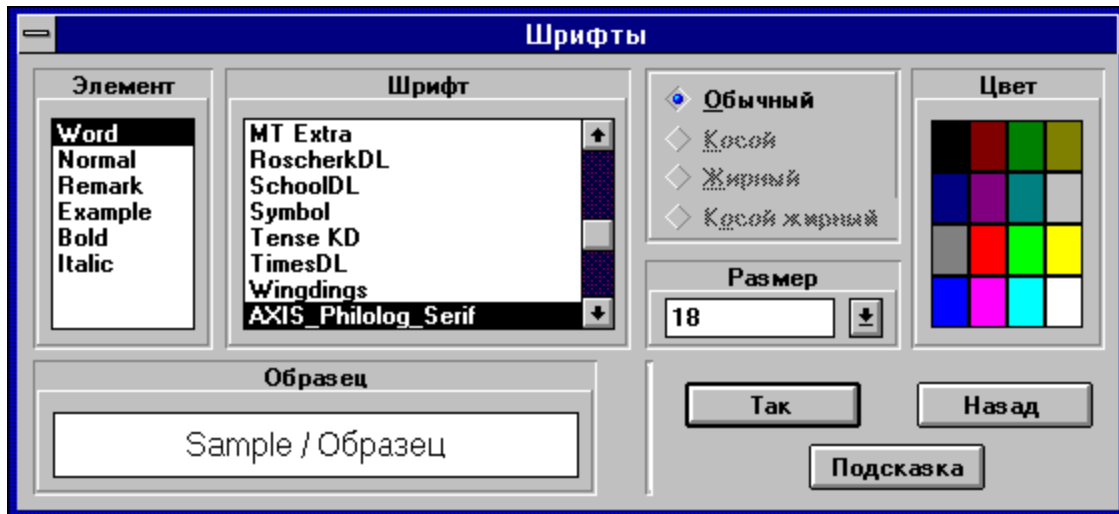 Шрифты
Элемент
Word
Normal
Remark
Example
Bold
Italic
Шрифт
MT Extra
RoscherkDL
SchoolDL
Symbol
Tense KD
TimesDL
Wingdings
AXIS_Philolog_Serif
Обычный
Косой
Жирный
Косой жирный
Размер
18
Цвет
Образец
Sample / Образец
Так
Назад
Подсказка